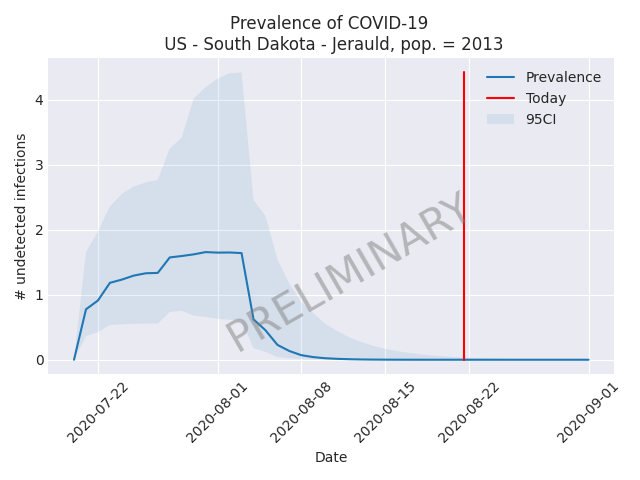 Prevalence of COVID-19
US - South Dakota - Jerauld, pop. = 2013
# undetected infections
4
3
2
1
0
Prevalence
Today
95CI
PRELIMINARY
2020-07-22
2020-08-01
2020-08-08
2020-08-15
2020-08-22
2020-09-01
Date